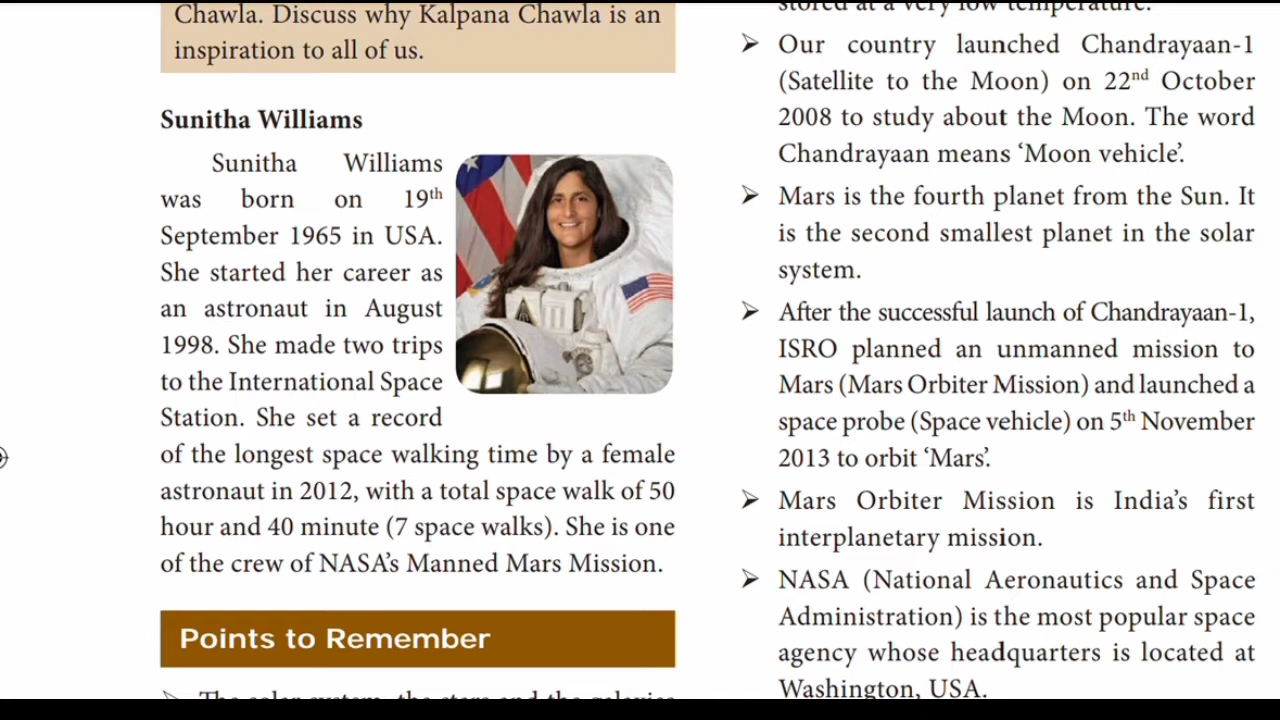 Chawla. Discuss why Kalpana Chawla is an
inspiration to all of us.
Sunitha Williams
Sunitha Williams
was born on 19th
September 1965 in USA.
She started her career as
an astronaut in August
1998. She made two trips
to the International Space
Station. She set a record
of the longest space walking time by a female
astronaut in 2012, with a total space walk of 50
hour and 40 minute (7 space walks). She is one
of the crew of NASA's Manned Mars Mission.
Points to Remember
➢ The solar system, the stars and the galaxies
stored at a very low temperature.
➢ Our country launched Chandrayaan-1
(Satellite to the Moon) on 22nd October
2008 to study about the Moon. The word
Chandrayaan means 'Moon vehicle'.
➢ Mars is the fourth planet from the Sun. It
is the second smallest planet in the solar
system.
➢ After the successful launch of Chandrayaan-1,
ISRO planned an unmanned mission to
Mars (Mars Orbiter Mission) and launched a
space probe (Space vehicle) on 5th November
2013 to orbit 'Mars'.
➢ Mars Orbiter Mission is India's first
interplanetary mission.
➢ NASA (National Aeronautics and Space
Administration) is the most popular space
agency whose headquarters is located at
Washington, USA.